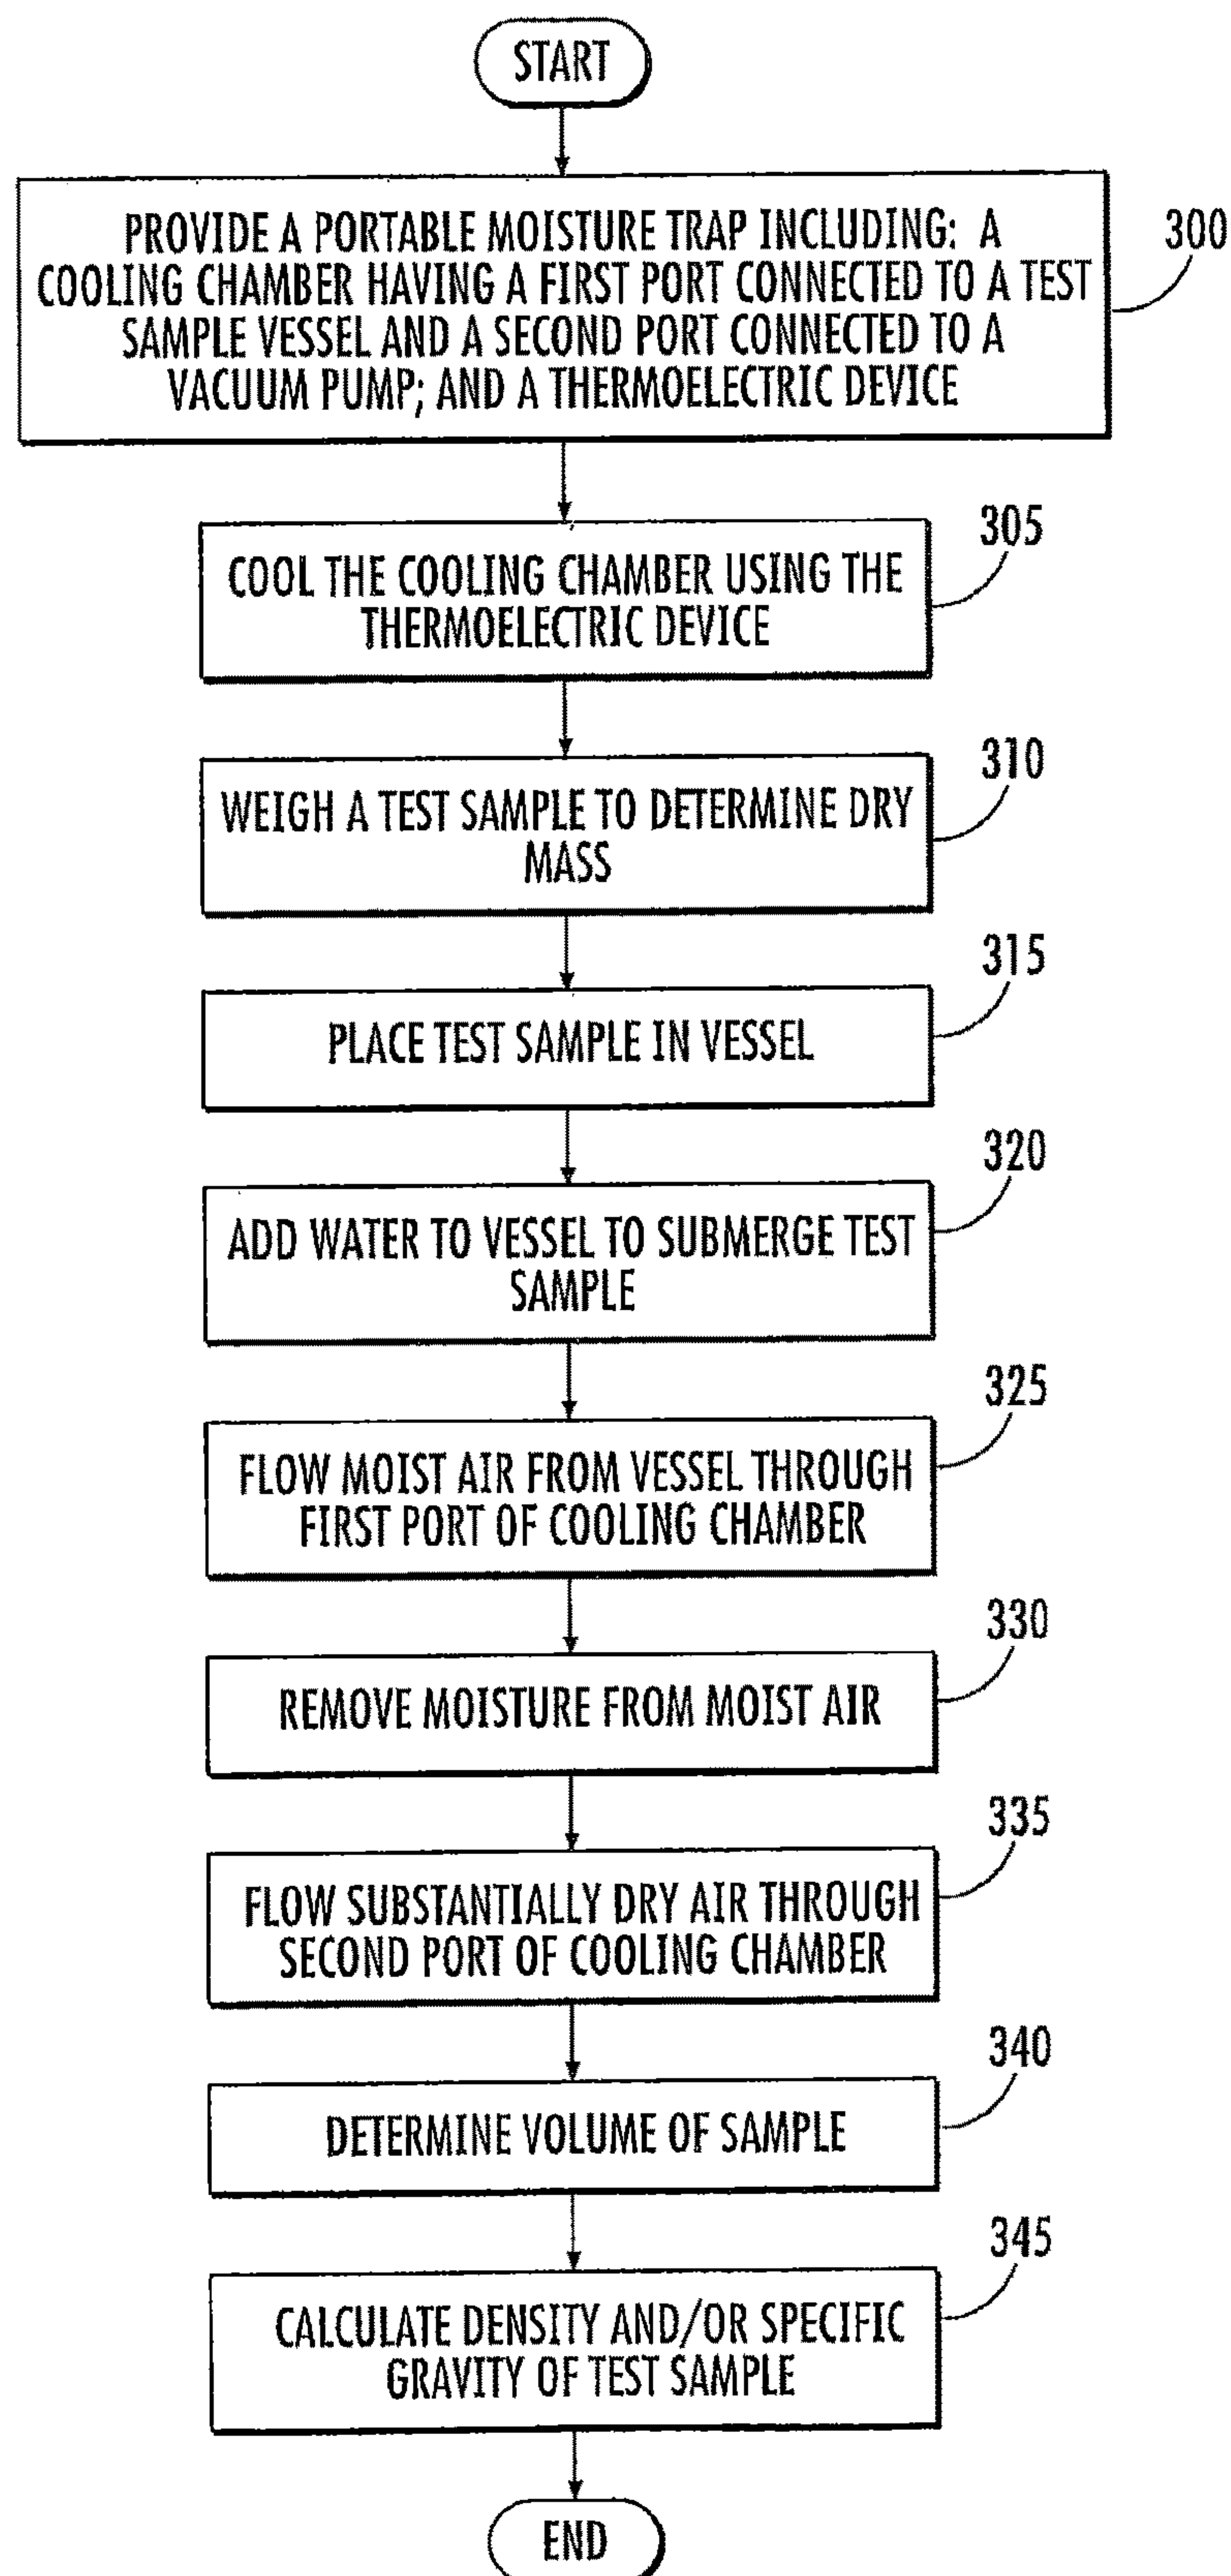 START
PROVIDE A PORTABLE MOISTURE TRAP INCLUDING: A
COOLING CHAMBER HAVING A FIRST PORT CONNECTED TO A TEST
SAMPLE VESSEL AND A SECOND PORT CONNECTED TO A
VACUUM PUMP; AND A THERMOELECTRIC DEVICE
300
COOL THE COOLING CHAMBER USING THE
THERMOELECTRIC DEVICE
305
WEIGH A TEST SAMPLE TO DETERMINE DRY
MASS
310
PLACE TEST SAMPLE IN VESSEL
315
ADD WATER TO VESSEL TO SUBMERGE TEST
SAMPLE
320
FLOW MOIST AIR FROM VESSEL THROUGH
FIRST PORT OF COOLING CHAMBER
325
REMOVE MOISTURE FROM MOIST AIR
330
FLOW SUBSTANTIALLY DRY AIR THROUGH
SECOND PORT OF COOLING CHAMBER
335
DETERMINE VOLUME OF SAMPLE
340
CALCULATE DENSITY AND/OR SPECIFIC
GRAVITY OF TEST SAMPLE
345
END